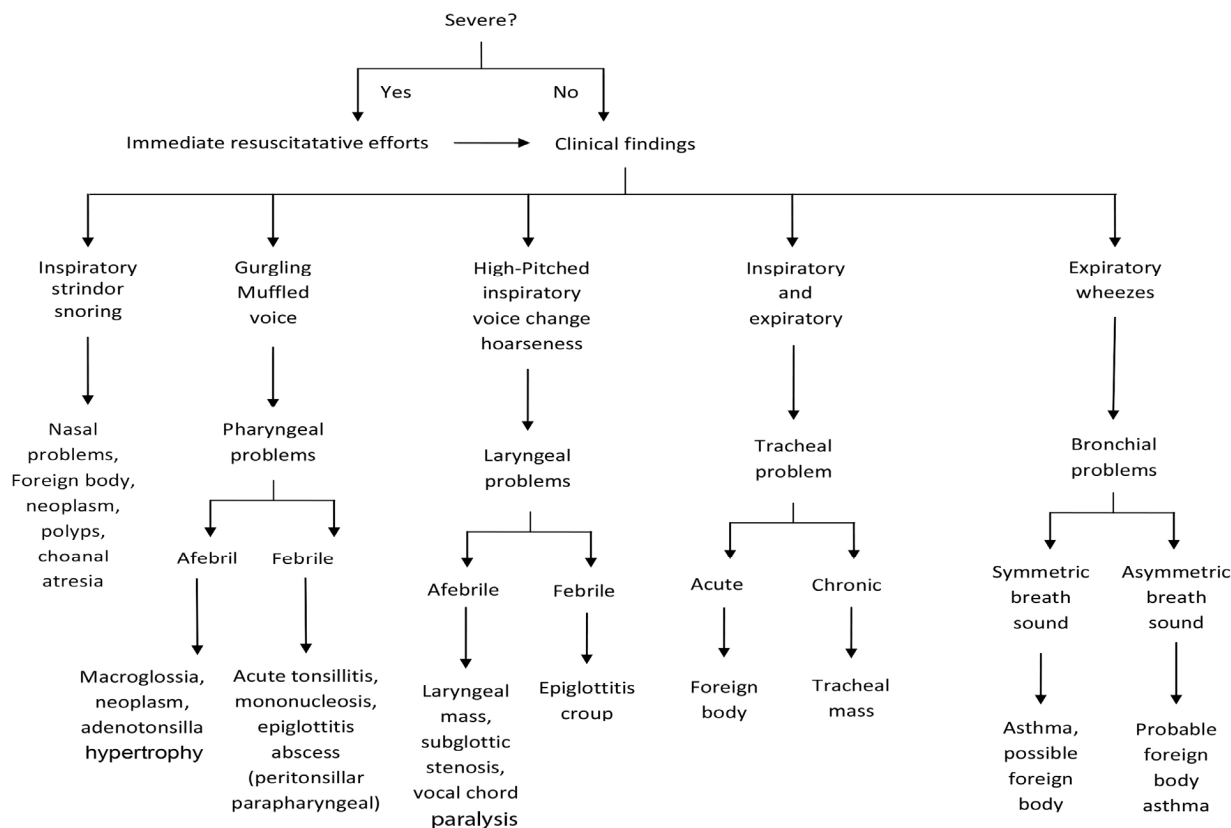 Severe?
Yes
No
Immediate resuscitatative efforts
Clinical findings
Inspiratory
strindor
snoring
Gurgling
Muffled
voice
High-Pitched
inspiratory
voice change
hoarseness
Inspiratory
and
expiratory
Expiratory
wheezes
Nasal
problems,
Foreign body,
neoplasm,
polyps,
choanal
atresia
Pharyngeal
problems
Laryngeal
problems
Tracheal
problem
Bronchial
problems
Afebril
Febrile
Afebrile
Febrile
Acute
Chronic
Symmetric
breath
sound
Asymmetric
breath
sound
Macroglossia,
neoplasm,
adenotonsilla
hypertrophy
Acute tonsillitis,
mononucleosis,
epiglottitis
abscess
(peritonsillar
parapharyngeal)
Laryngeal
mass,
subglottic
stenosis,
vocal chord
paralysis
Epiglottitis
croup
Foreign
body
Tracheal
mass
Asthma,
possible
foreign
body
Probable
foreign
body
asthma